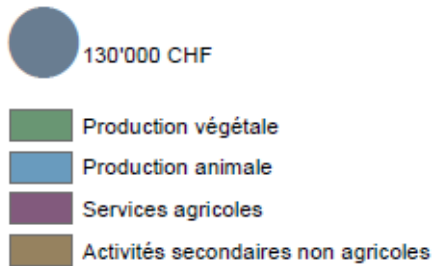 130'000 CHF
Production végétale
Production animale
Services agricoles
Activités secondaires non agricoles